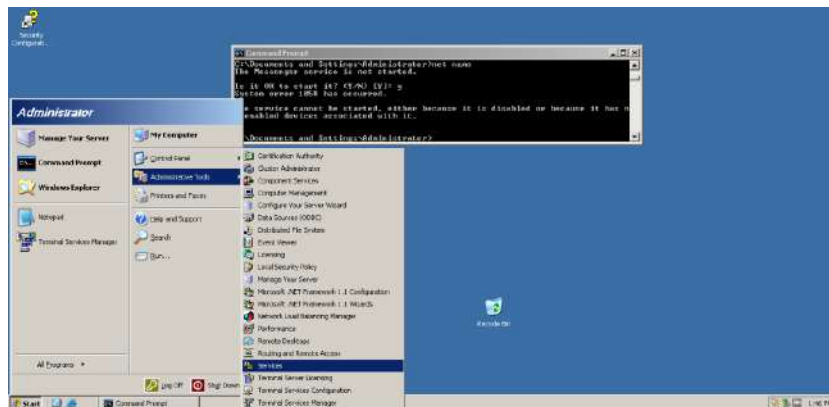 Security
Configurati...
Command Prompt
C:\Documents and Settings\Administrator>net name
The Messenger service is not started.
Is it OK to start it? (Y/N) [Y]: y
System error 1058 has occurred.
e service cannot be started, either because it is disabled or because it has n
enabled devices associated with it.
\Documents and Settings\Administrator>
Administrator
Manage Your Server
Command Prompt
Windows Explorer
Notepad
Terminal Services Manager
All Programs
My Computer
Control Panel
Administrative Tools
Printers and Faxes
Help and Support
Search
Run...
Log Off
Shut Down
Certification Authority
Cluster Administrator
Component Services
Computer Management
Configure Your Server Wizard
Data Sources (ODBC)
Distributed File System
Event Viewer
Licensing
Local Security Policy
Manage Your Server
Microsoft .NET Framework 1.1 Configuration
Microsoft .NET Framework 1.1 Wizards
Network Load Balancing Manager
Performance
Remote Desktops
Routing and Remote Access
Services
Terminal Server Licensing
Terminal Services Configuration
Terminal Services Manager
Recycle Bin
Start
Command Prompt